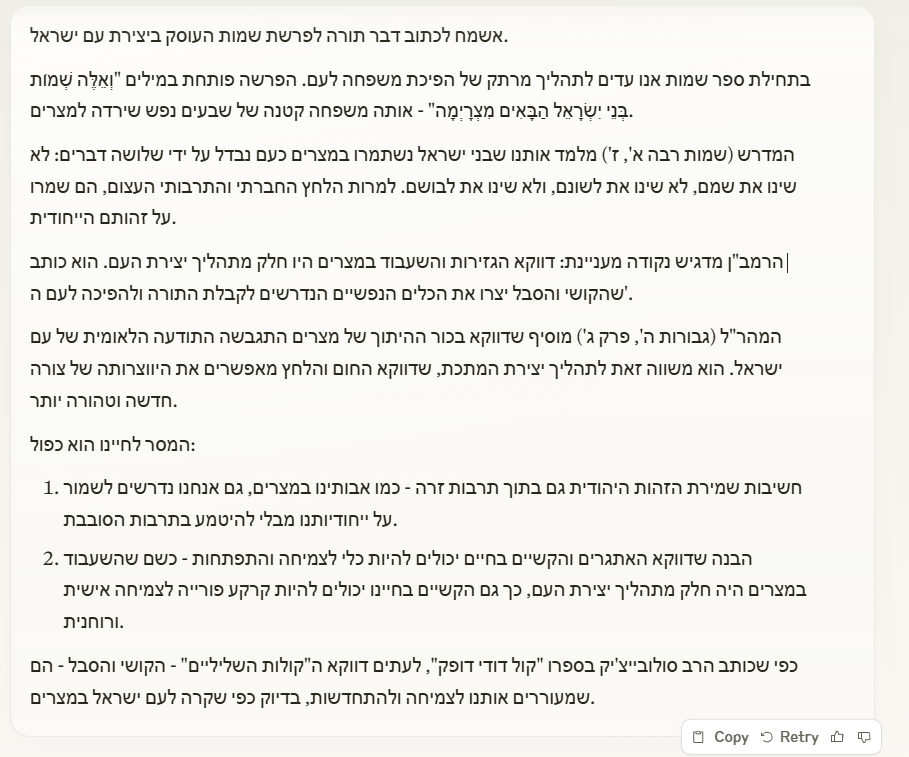 אשמח לכתוב דבר תורה לפרשת שמות העוסק ביצירת עם ישראל.
בתחילת ספר שמות אנו עדים לתהליך מרתק של הפיכת משפחה לעם. הפרשה פותחת במילים "וְאֵלֶּה שְׁמוֹת
בְּנֵי יִשְׂרָאֵל הַבָּאִים מִצְרָיְמָה" - אותה משפחה קטנה של שבעים נפש שירדה למצרים.
המדרש (שמות רבה א', ז') מלמד אותנו שבני ישראל נשתמרו במצרים כעם נבדל על ידי שלושה דברים: לא
שינו את שמם, לא שינו את לשונם, ולא שינו את לבושם. למרות הלחץ החברתי והתרבותי העצום, הם שמרו
על זהותם הייחודית.
הרמב"ן מדגיש נקודה מעניינת: דווקא הגזירות והשעבוד במצרים היו חלק מתהליך יצירת העם. הוא כותב
שהקושי והסבל יצרו את הכלים הנפשיים הנדרשים לקבלת התורה ולהפיכה לעם ה'.
המהר"ל (גבורות ה', פרק ג') מוסיף שדווקא בכור ההיתוך של מצרים התגבשה התודעה הלאומית של עם
ישראל. הוא משווה זאת לתהליך יצירת המתכת, שדווקא החום והלחץ מאפשרים את היווצרותה של צורה
חדשה וטהורה יותר.
המסר לחיינו הוא כפול:
1. חשיבות שמירת הזהות היהודית גם בתוך תרבות זרה - כמו אבותינו במצרים, גם אנחנו נדרשים לשמור
על ייחודיותנו מבלי להיטמע בתרבות הסובבת.
2. הבנה שדווקא האתגרים והקשיים בחיים יכולים להיות כלי לצמיחה והתפתחות - כשם שהשעבוד
במצרים היה חלק מתהליך יצירת העם, כך גם הקשיים בחיינו יכולים להיות קרקע פורייה לצמיחה אישית
ורוחנית.
כפי שכותב הרב סולובייצ'יק בספרו "קול דודי דופק", לעתים דווקא ה"קולות השליליים" - הקושי והסבל - הם
שמעוררים אותנו לצמיחה ולהתחדשות, בדיוק כפי שקרה לעם ישראל במצרים.
Copy Retry